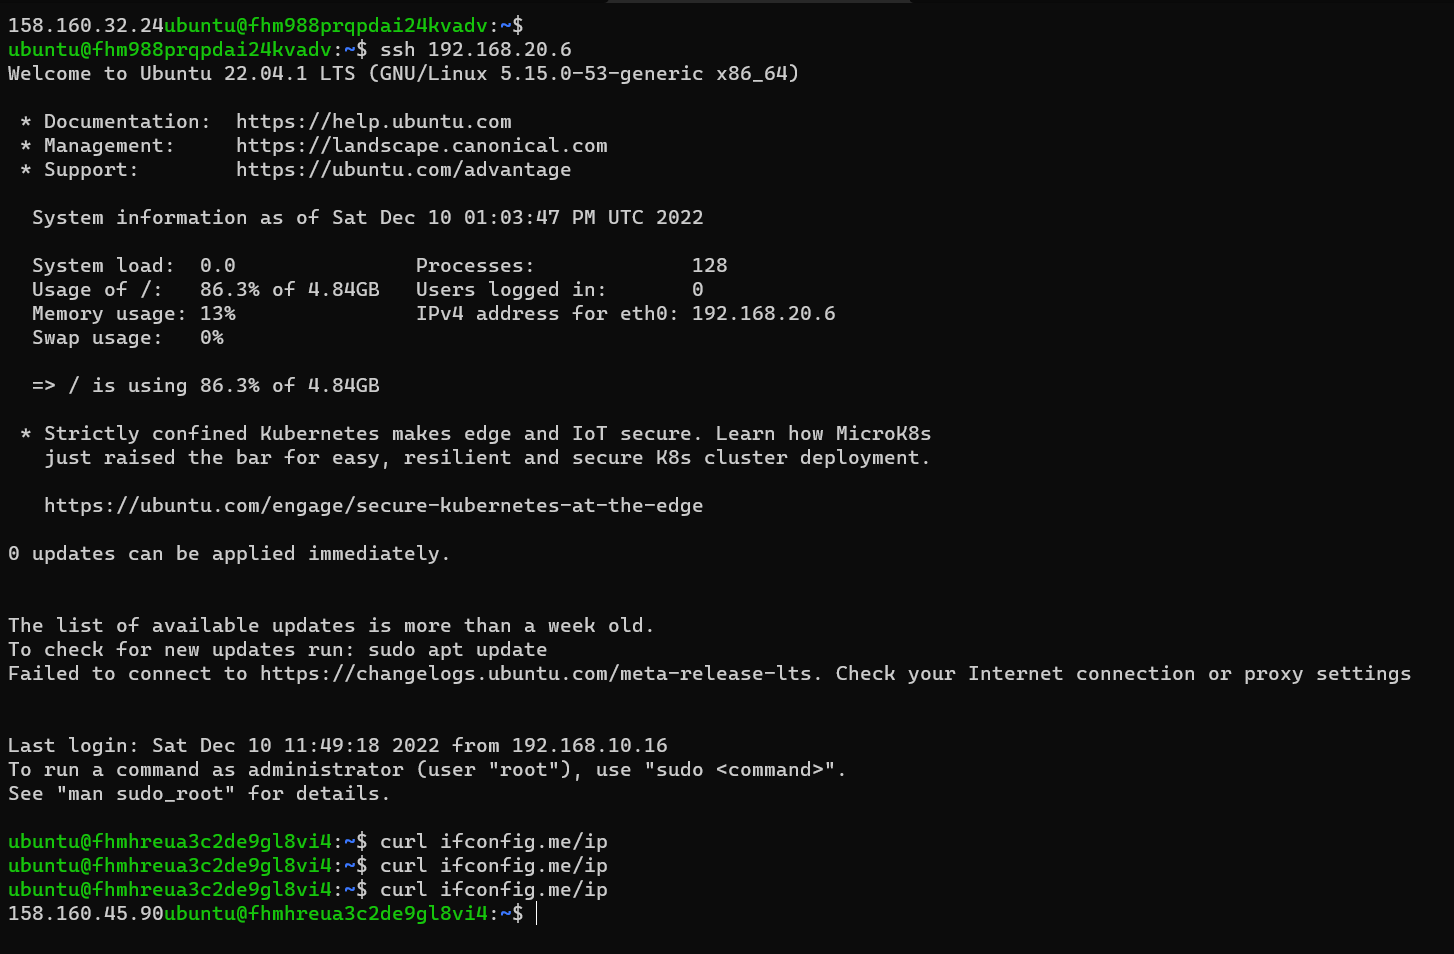 158.160.32.24ubuntu@fhm988prqpdai24kvadv:~$
ubuntu@fhm988prqpdai24kvadv:~$ ssh 192.168.20.6
Welcome to Ubuntu 22.04.1 LTS (GNU/Linux 5.15.0-53-generic x86_64)

 * Documentation:  https://help.ubuntu.com
 * Management:     https://landscape.canonical.com
 * Support:        https://ubuntu.com/advantage

  System information as of Sat Dec 10 01:03:47 PM UTC 2022

  System load:  0.0               Processes:             128
  Usage of /:   86.3% of 4.84GB   Users logged in:       0
  Memory usage: 13%               IPv4 address for eth0: 192.168.20.6
  Swap usage:   0%

  => / is using 86.3% of 4.84GB

 * Strictly confined Kubernetes makes edge and IoT secure. Learn how MicroK8s
   just raised the bar for easy, resilient and secure K8s cluster deployment.

   https://ubuntu.com/engage/secure-kubernetes-at-the-edge

0 updates can be applied immediately.


The list of available updates is more than a week old.
To check for new updates run: sudo apt update
Failed to connect to https://changelogs.ubuntu.com/meta-release-lts. Check your Internet connection or proxy settings


Last login: Sat Dec 10 11:49:18 2022 from 192.168.10.16
To run a command as administrator (user "root"), use "sudo <command>".
See "man sudo_root" for details.

ubuntu@fhmhreua3c2de9gl8vi4:~$ curl ifconfig.me/ip
ubuntu@fhmhreua3c2de9gl8vi4:~$ curl ifconfig.me/ip
ubuntu@fhmhreua3c2de9gl8vi4:~$ curl ifconfig.me/ip
158.160.45.90ubuntu@fhmhreua3c2de9gl8vi4:~$